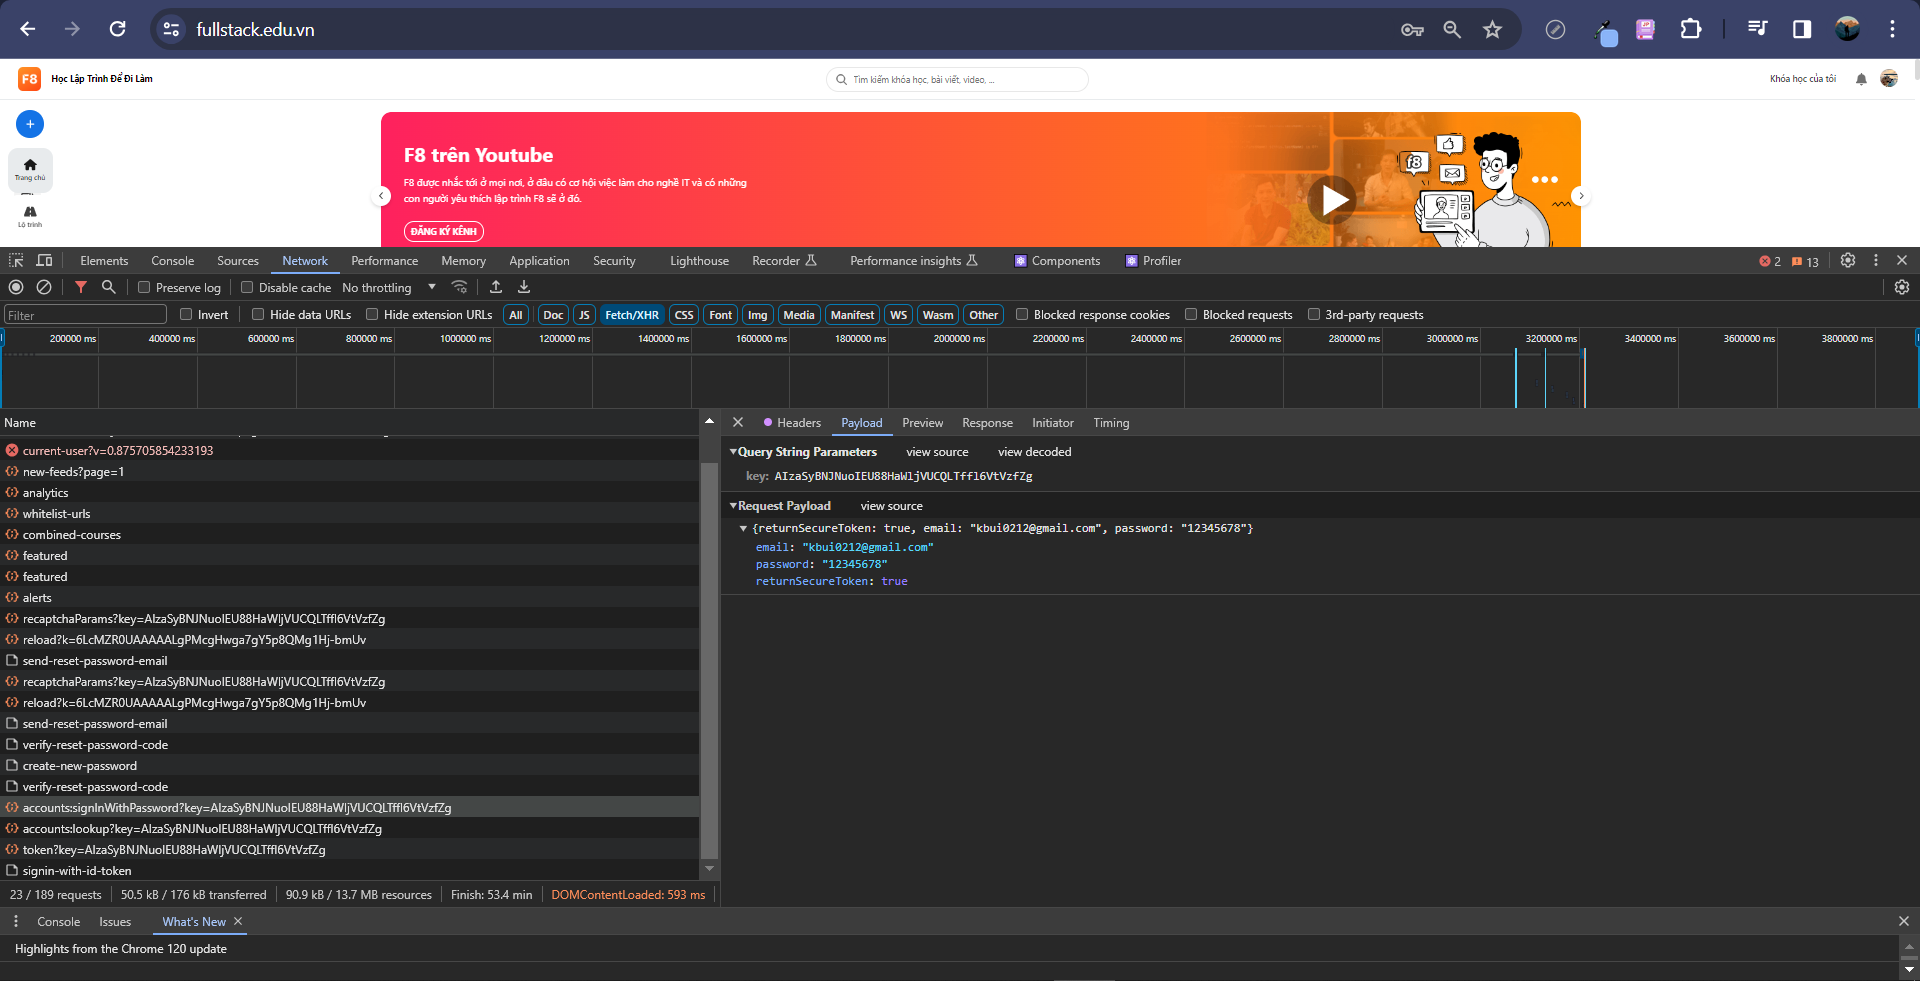 fullstack.edu.vn
F8 Học Lập Trình Để Đi Làm
Tìm kiếm khóa học, bài viết, video, ...
Khóa học của tôi
Trang chủ
Lộ trình
F8 trên Youtube
F8 được nhắc tới ở mọi nơi, ở đâu có cơ hội việc làm cho nghề IT và có những
con người yêu thích lập trình F8 sẽ ở đó.
ĐĂNG KÝ KÊNH
f8
Elements Console Sources Network Performance Memory Application Security Lighthouse Recorder Performance insights Components Profiler 2 13
Preserve log Disable cache No throttling
Filter Invert Hide data URLs Hide extension URLs All Doc JS Fetch/XHR CSS Font Img Media Manifest WS Wasm Other Blocked response cookies Blocked requests 3rd-party requests
200000 ms 400000 ms 600000 ms 800000 ms 1000000 ms 1200000 ms 1400000 ms 1600000 ms 1800000 ms 2000000 ms 2200000 ms 2400000 ms 2600000 ms 2800000 ms 3000000 ms 3200000 ms 3400000 ms 3600000 ms 3800000 ms
Name
current-user?v=0.875705854233193
new-feeds?page=1
analytics
whitelist-urls
combined-courses
featured
featured
alerts
recaptchaParams?key=AIzaSyBNJNuoIEU88HaWljVUCQLTffl6VtVzfZg
reload?k=6LcMZR0UAAAAALgPMcgHwga7gY5p8QMg1Hj-bmUv
send-reset-password-email
recaptchaParams?key=AIzaSyBNJNuoIEU88HaWljVUCQLTffl6VtVzfZg
reload?k=6LcMZR0UAAAAALgPMcgHwga7gY5p8QMg1Hj-bmUv
send-reset-password-email
verify-reset-password-code
create-new-password
verify-reset-password-code
accounts:signInWithPassword?key=AIzaSyBNJNuoIEU88HaWljVUCQLTffl6VtVzfZg
accounts:lookup?key=AIzaSyBNJNuoIEU88HaWljVUCQLTffl6VtVzfZg
token?key=AIzaSyBNJNuoIEU88HaWljVUCQLTffl6VtVzfZg
signin-with-id-token
23 / 189 requests 50.5 kB / 176 kB transferred 90.9 kB / 13.7 MB resources Finish: 53.4 min DOMContentLoaded: 593 ms
Headers Payload Preview Response Initiator Timing
Query String Parameters view source view decoded
key: AIzaSyBNJNuoIEU88HaWljVUCQLTffl6VtVzfZg
Request Payload view source
{returnSecureToken: true, email: "kbui0212@gmail.com", password: "12345678"}
email: "kbui0212@gmail.com"
password: "12345678"
returnSecureToken: true
Console Issues What's New
Highlights from the Chrome 120 update